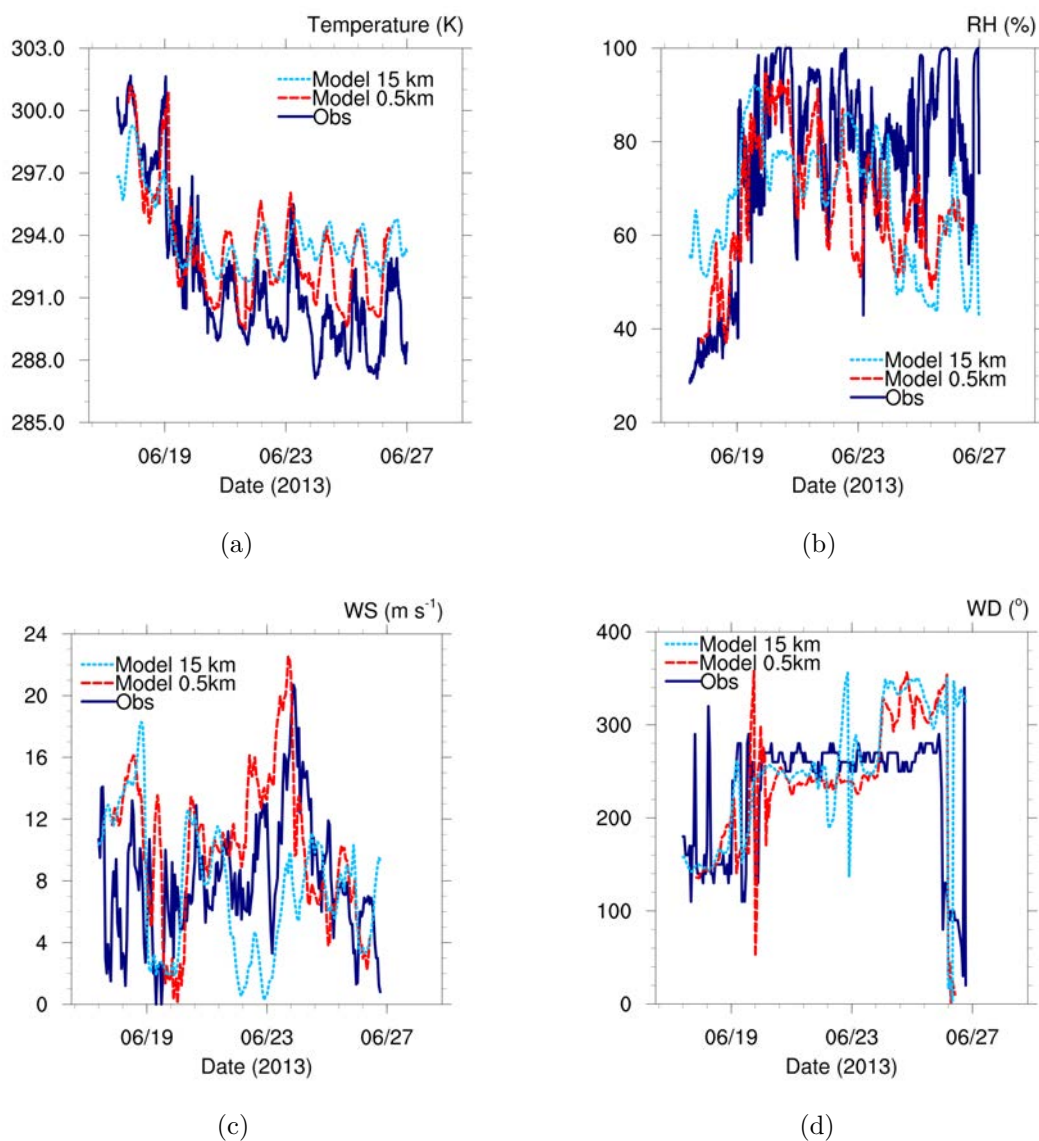 Temperature (K)
303.0
300.0
297.0
294.0
291.0
288.0
285.0
Model 15 km
Model 0.5km
Obs
06/19 06/23 06/27
Date (2013)
(a)
RH (%)
100
80
60
40
20
Model 15 km
Model 0.5km
Obs
06/19 06/23 06/27
Date (2013)
(b)
WS (m s⁻¹)
24
20
16
12
8
4
0
Model 15 km
Model 0.5km
Obs
06/19 06/23 06/27
Date (2013)
(c)
WD (°)
400
300
200
100
0
Model 15 km
Model 0.5km
Obs
06/19 06/23 06/27
Date (2013)
(d)